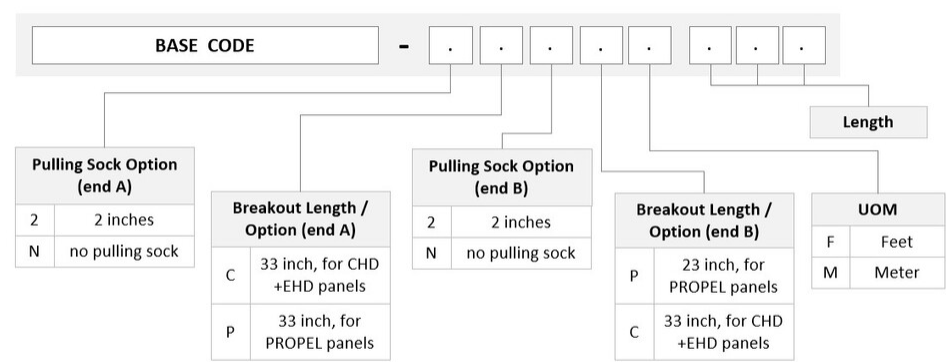 BASE CODE - . . . . . . . .
Length
Pulling Sock Option
(end A)
2 2 inches
N no pulling sock
Breakout Length /
Option (end A)
C 33 inch, for CHD
+EHD panels
P 33 inch, for
PROPEL panels
Pulling Sock Option
(end B)
2 2 inches
N no pulling sock
Breakout Length /
Option (end B)
P 23 inch, for
PROPEL panels
C 33 inch, for CHD
+EHD panels
UOM
F Feet
M Meter